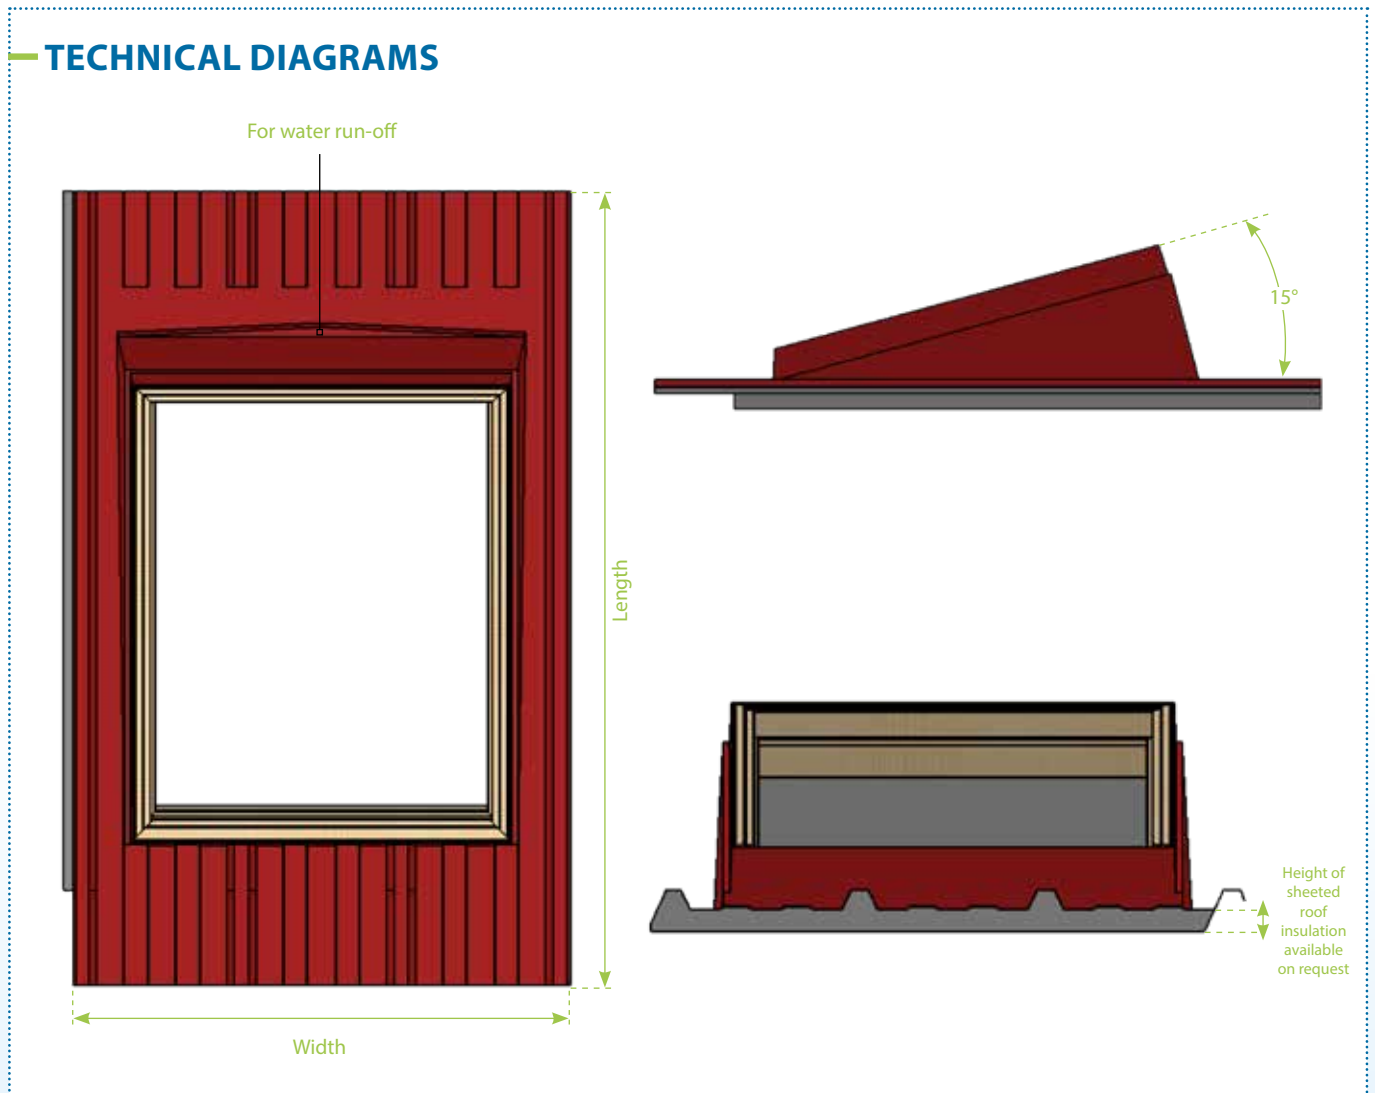 TECHNICAL DIAGRAMS
For water run-off
15°
Length
Height of
sheeted
roof
insulation
available
on request
Width